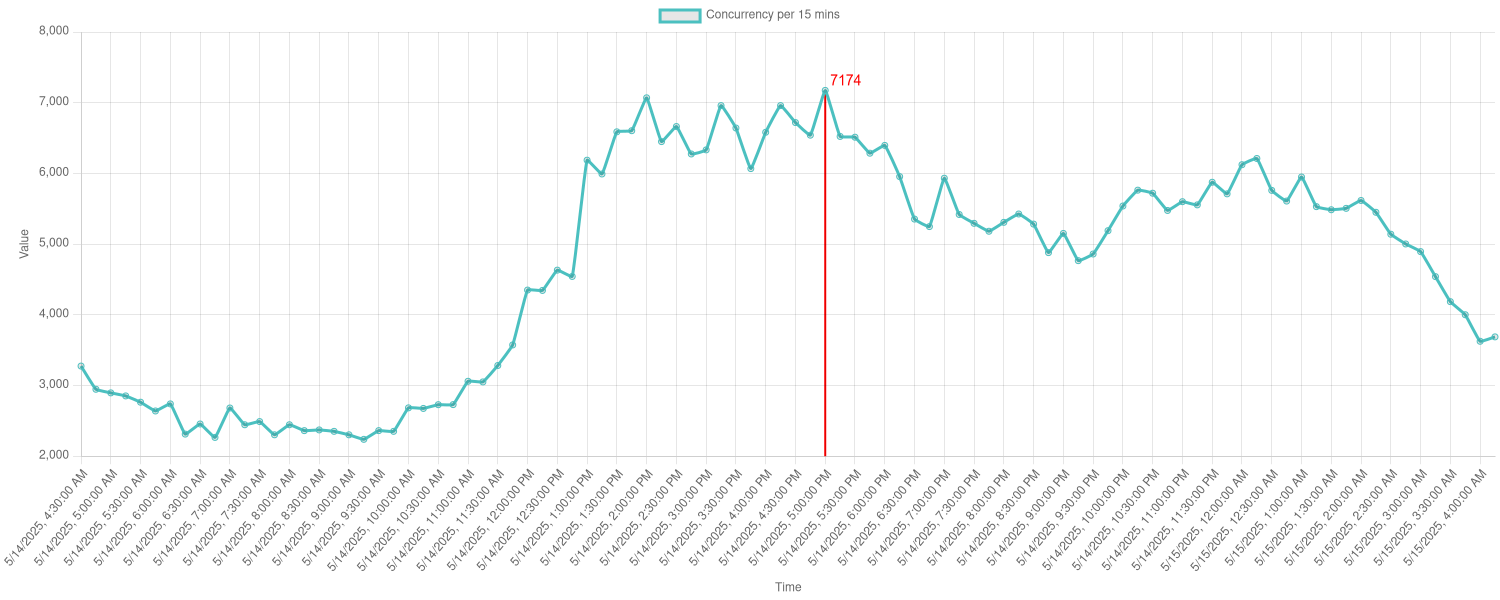 Concurrency per 15 mins
8,000
7,000
6,000
5,000
4,000
3,000
2,000
Value
7174
5/14/2025, 4:30:00 AM
5/14/2025, 5:00:00 AM
5/14/2025, 5:30:00 AM
5/14/2025, 6:00:00 AM
5/14/2025, 6:30:00 AM
5/14/2025, 7:00:00 AM
5/14/2025, 7:30:00 AM
5/14/2025, 8:00:00 AM
5/14/2025, 8:30:00 AM
5/14/2025, 9:00:00 AM
5/14/2025, 9:30:00 AM
5/14/2025, 10:00:00 AM
5/14/2025, 10:30:00 AM
5/14/2025, 11:00:00 AM
5/14/2025, 11:30:00 AM
5/14/2025, 12:00:00 PM
5/14/2025, 12:30:00 PM
5/14/2025, 1:00:00 PM
5/14/2025, 1:30:00 PM
5/14/2025, 2:00:00 PM
5/14/2025, 2:30:00 PM
5/14/2025, 3:00:00 PM
5/14/2025, 3:30:00 PM
5/14/2025, 4:00:00 PM
5/14/2025, 4:30:00 PM
5/14/2025, 5:00:00 PM
5/14/2025, 5:30:00 PM
5/14/2025, 6:00:00 PM
5/14/2025, 6:30:00 PM
5/14/2025, 7:00:00 PM
5/14/2025, 7:30:00 PM
5/14/2025, 8:00:00 PM
5/14/2025, 8:30:00 PM
5/14/2025, 9:00:00 PM
5/14/2025, 9:30:00 PM
5/14/2025, 10:00:00 PM
5/14/2025, 10:30:00 PM
5/14/2025, 11:00:00 PM
5/14/2025, 11:30:00 PM
5/15/2025, 12:00:00 AM
5/15/2025, 12:30:00 AM
5/15/2025, 1:00:00 AM
5/15/2025, 1:30:00 AM
5/15/2025, 2:00:00 AM
5/15/2025, 2:30:00 AM
5/15/2025, 3:00:00 AM
5/15/2025, 3:30:00 AM
5/15/2025, 4:00:00 AM
Time